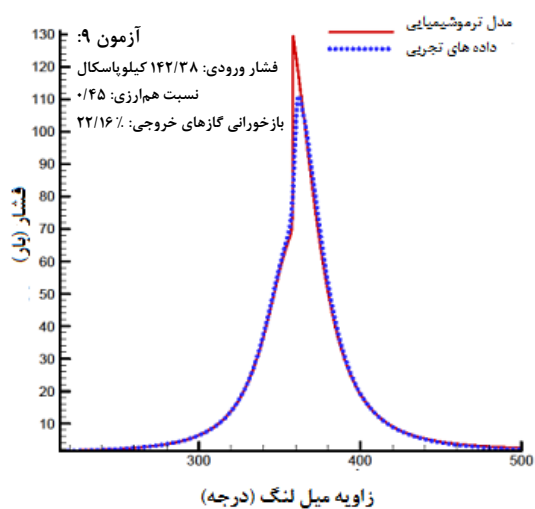 مدل ترموشیمیایی
داده های تجربی
آزمون ۹:
فشار ورودی: ۱۴۲/۳۸ کیلوپاسکال
نسبت هم‌ارزی: ۰/۴۵
بازخورانی گازهای خروجی: ٪ ۲۲/۱۶
130
120
110
100
90
80
70
60
50
40
30
20
10
فشار (بار)
300
400
500
زاویه میل لنگ (درجه)